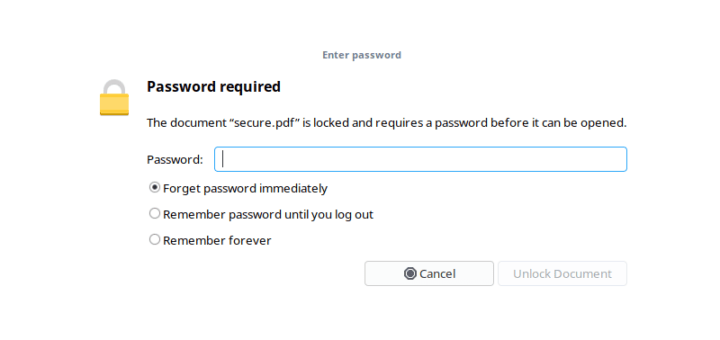 Enter password
Password required
The document “secure.pdf” is locked and requires a password before it can be opened.
Password:
Forget password immediately
Remember password until you log out
Remember forever
Cancel Unlock Document